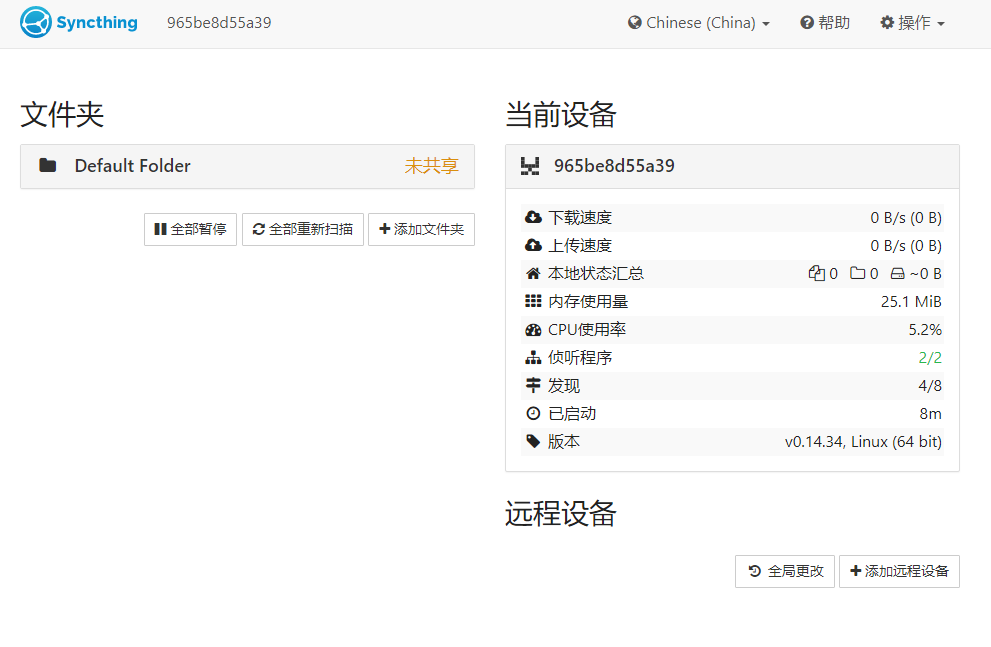 Syncthing 965be8d55a39 Chinese (China) 帮助 操作
文件夹
Default Folder 未共享
全部暂停 全部重新扫描 添加文件夹
当前设备
965be8d55a39
下载速度 0 B/s (0 B)
上传速度 0 B/s (0 B)
本地状态汇总 0 0 ~0 B
内存使用量 25.1 MiB
CPU使用率 5.2%
侦听程序 2/2
发现 4/8
已启动 8m
版本 v0.14.34, Linux (64 bit)
远程设备
全局更改 添加远程设备